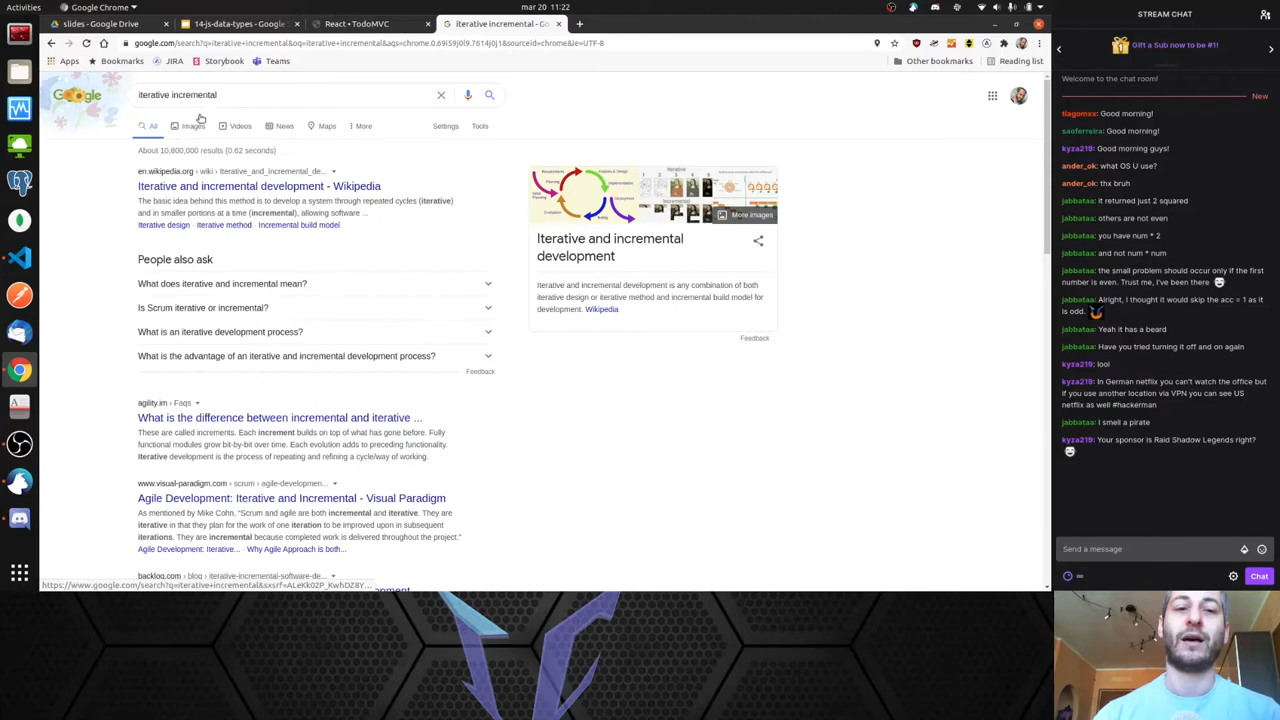 Activities
Google Chrome
mar 20 11:22
slides - Google Drive
14-js-data-types - Google S
React • TodoMVC
iterative incremental - Go
google.com/search?q=iterative+incremental&oq=iterative+incremental&aqs=chrome.0.69i59j0l9.7614j0j1&sourceid=chrome&ie=UTF-8
Apps
Bookmarks
JIRA
Storybook
Teams
Other bookmarks
Reading list
Google
iterative incremental
All
Images
Videos
News
Maps
More
Settings
Tools
About 10,800,000 results (0.62 seconds)
en.wikipedia.org › wiki › Iterative_and_incremental_de...
Iterative and incremental development - Wikipedia
The basic idea behind this method is to develop a system through repeated cycles (iterative)
and in smaller portions at a time (incremental), allowing software ...
Iterative design · Iterative method · Incremental build model
People also ask
What does iterative and incremental mean?
Is Scrum iterative or incremental?
What is an iterative development process?
What is the advantage of an iterative and incremental development process?
Feedback
agility.im › Faqs
What is the difference between incremental and iterative ...
These are called increments. Each increment builds on top of what has gone before. Fully
functional modules grow bit-by-bit over time. Each evolution adds to preceding functionality.
Iterative development is the process of repeating and refining a cycle/way of working.
www.visual-paradigm.com › scrum › agile-developmen...
Agile Development: Iterative and Incremental - Visual Paradigm
As mentioned by Mike Cohn, "Scrum and agile are both incremental and iterative. They are
iterative in that they plan for the work of one iteration to be improved upon in subsequent
iterations. They are incremental because completed work is delivered throughout the project."
Agile Development: Iterative... · Why Agile Approach is both...
backlog.com › blog › iterative-incremental-software-de...
More images
Iterative and incremental
development
Iterative and incremental development is any combination of both
iterative design or iterative method and incremental build model for
development. Wikipedia
Feedback
STREAM CHAT
Gift a Sub now to be #1!
Welcome to the chat room!
New
tiagomxx: Good morning!
saoferreira: Good morning!
kyza219: Good morning guys!
ander_ok: what OS U use?
ander_ok: thx bruh
jabbataa: it returned just 2 squared
jabbataa: others are not even
jabbataa: you have num * 2
jabbataa: and not num * num
jabbataa: the small problem should occur only if the first
number is even. Trust me, I've been there
jabbataa: Alright, I thought it would skip the acc = 1 as it
is odd.
jabbataa: Yeah it has a beard
jabbataa: Have you tried turning it off and on again
kyza219: lool
kyza219: In German netflix you can't watch the office but
if you use another location via VPN you can see US
netflix as well #hackerman
jabbataa: I smell a pirate
kyza219: Your sponsor is Raid Shadow Legends right?
Send a message
Chat